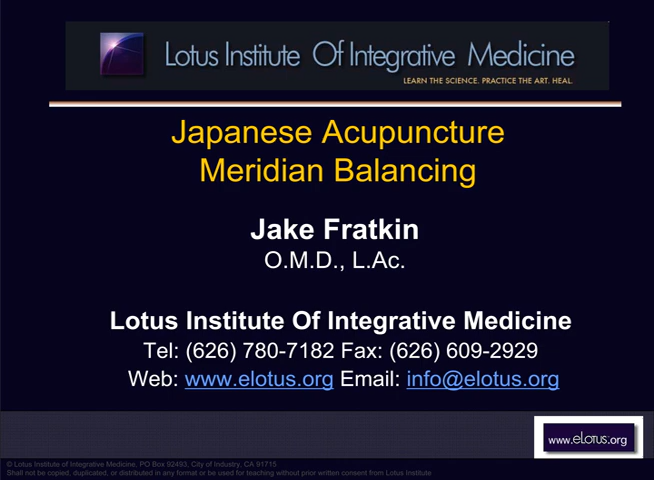 Lotus Institute Of Integrative Medicine
LEARN THE SCIENCE. PRACTICE THE ART. HEAL.
Japanese Acupuncture
Meridian Balancing
Jake Fratkin
O.M.D., L.Ac.
Lotus Institute Of Integrative Medicine
Tel: (626) 780-7182 Fax: (626) 609-2929
Web: www.elotus.org Email: info@elotus.org
www.eLotus.org
© Lotus Institute of Integrative Medicine, PO Box 92493, City of Industry, CA 91715
Shall not be copied, duplicated, or distributed in any format or be used for teaching without prior written consent from Lotus Institute